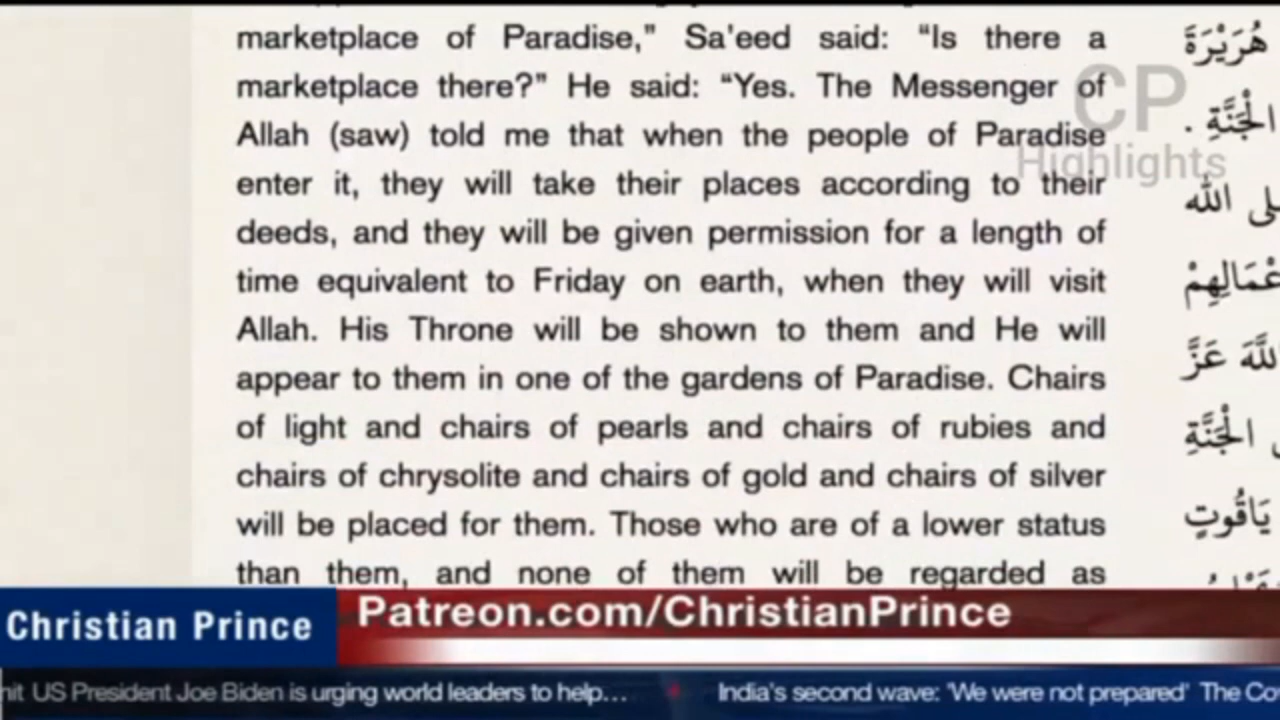 marketplace of Paradise,” Sa’eed said: “Is there a
marketplace there?” He said: “Yes. The Messenger of
Allah (saw) told me that when the people of Paradise
enter it, they will take their places according to their
deeds, and they will be given permission for a length of
time equivalent to Friday on earth, when they will visit
Allah. His Throne will be shown to them and He will
appear to them in one of the gardens of Paradise. Chairs
of light and chairs of pearls and chairs of rubies and
chairs of chrysolite and chairs of gold and chairs of silver
will be placed for them. Those who are of a lower status
than them, and none of them will be regarded as
هُرَيْرَةَ
الْجَنَّةِ .
الله
اللَّهَ عَزَّ
الْجَنَّةِ
يَاقُوتٍ
CP
Highlights
Christian Prince
Patreon.com/ChristianPrince
US President Joe Biden is urging world leaders to help...
India's second wave: 'We were not prepared' The